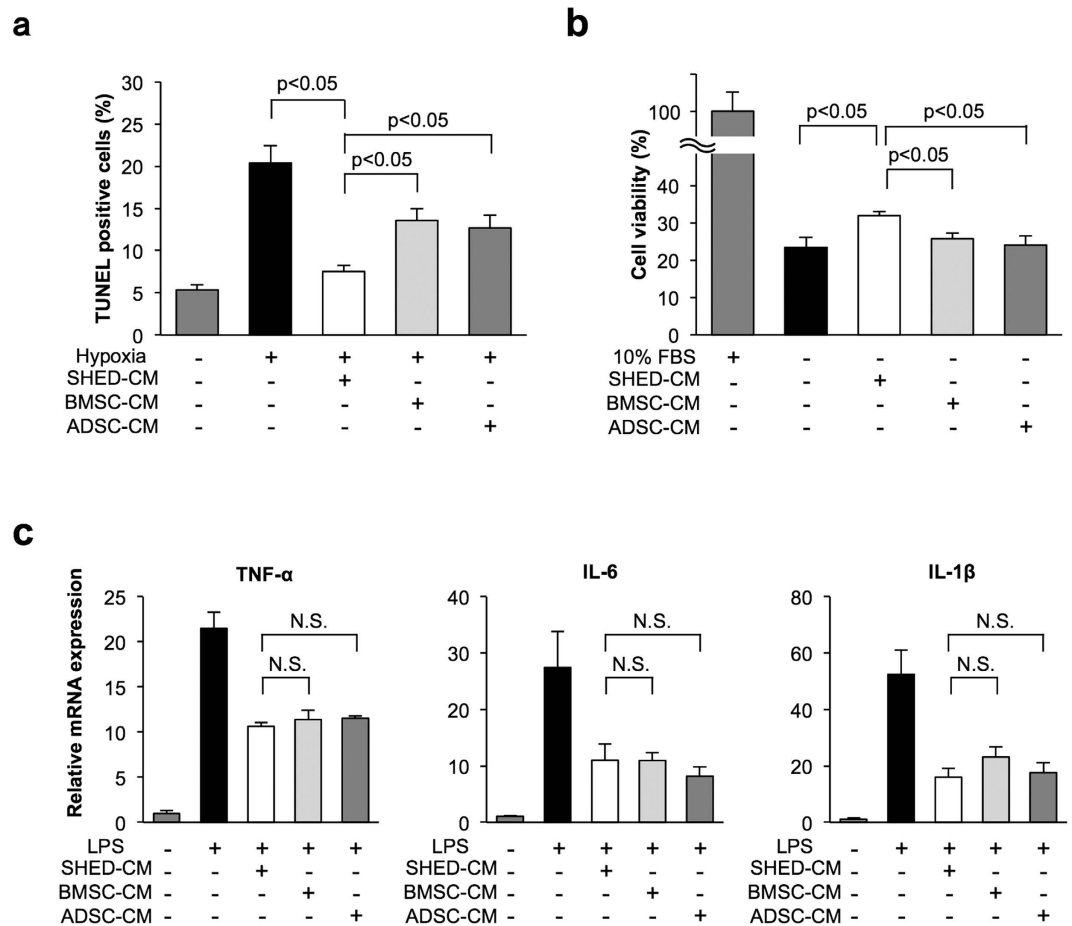 a
TUNEL positive cells (%)
30
25
20
15
10
5
0
p<0.05
p<0.05
p<0.05
Hypoxia - + + + +
SHED-CM - - + - -
BMSC-CM - - - + -
ADSC-CM - - - - +
b
Cell viability (%)
100
40
30
20
10
0
p<0.05
p<0.05
p<0.05
10% FBS + - - - -
SHED-CM - - + - -
BMSC-CM - - - + -
ADSC-CM - - - - +
c
Relative mRNA expression
TNF-α
25
20
15
10
5
0
N.S.
N.S.
LPS - + + + +
SHED-CM - - + - -
BMSC-CM - - - + -
ADSC-CM - - - - +
IL-6
40
30
20
10
0
N.S.
N.S.
LPS - + + + +
SHED-CM - - + - -
BMSC-CM - - - + -
ADSC-CM - - - - +
IL-1β
80
60
40
20
0
N.S.
N.S.
LPS - + + + +
SHED-CM - - + - -
BMSC-CM - - - + -
ADSC-CM - - - - +